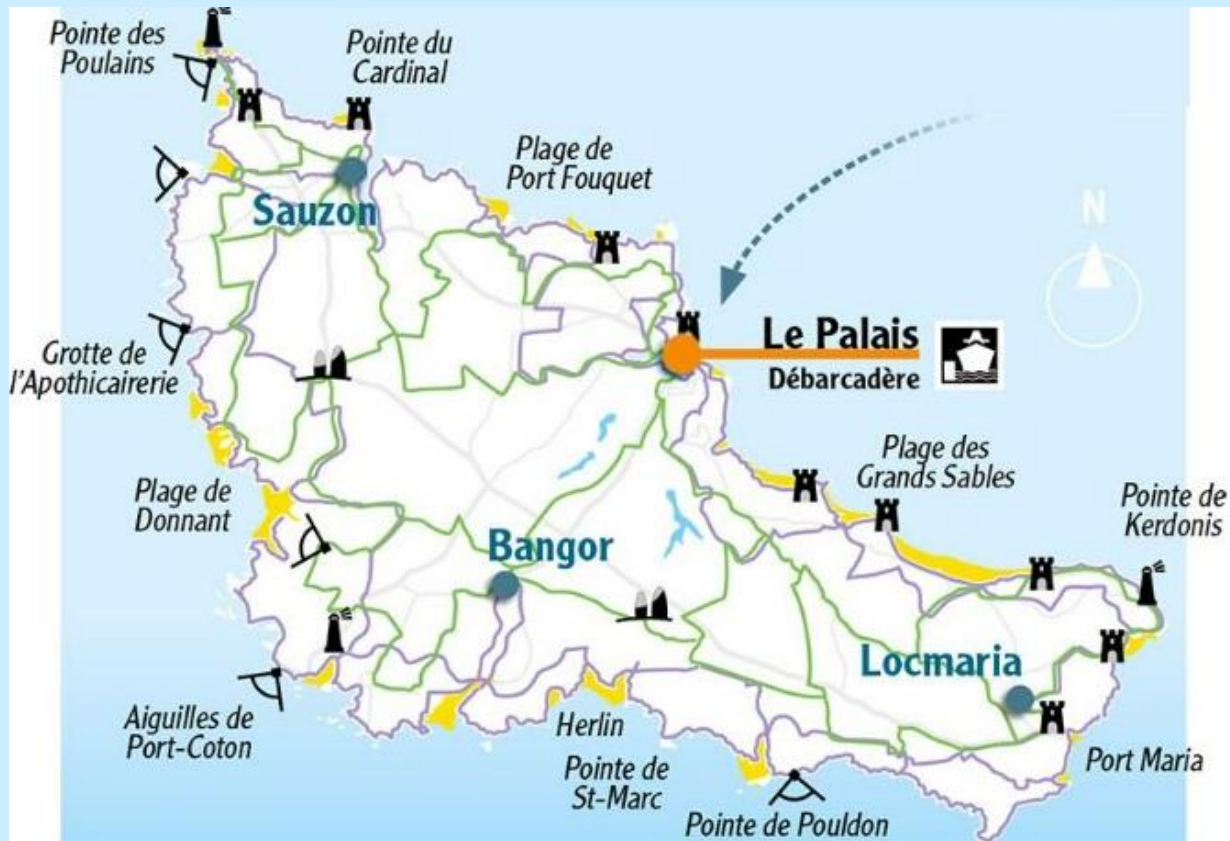 Pointe des
Poulains
Pointe du
Cardinal
Plage de
Port Fouquet
Sauzon
N
Le Palais
Débarcadère
Grotte de
l'Apothicairerie
Plage des
Grands Sables
Plage de
Donnant
Pointe de
Kerdonis
Bangor
Locmaria
Aiguilles de
Port-Coton
Herlin
Pointe de
St-Marc
Port Maria
Pointe de Pouldon